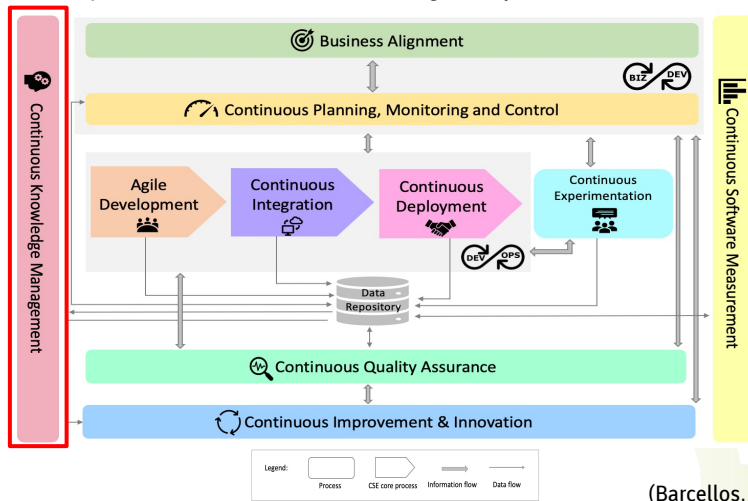 Business Alignment
BIZ DEV
Continuous Planning, Monitoring and Control
Continuous Knowledge Management
Continuous Software Measurement
Agile
Development
Continuous
Integration
Continuous
Deployment
Continuous
Experimentation
DEV OPS
Data
Repository
Continuous Quality Assurance
Continuous Improvement & Innovation
Legend:
Process
CSE core process
Information flow
Data flow
(Barcellos,